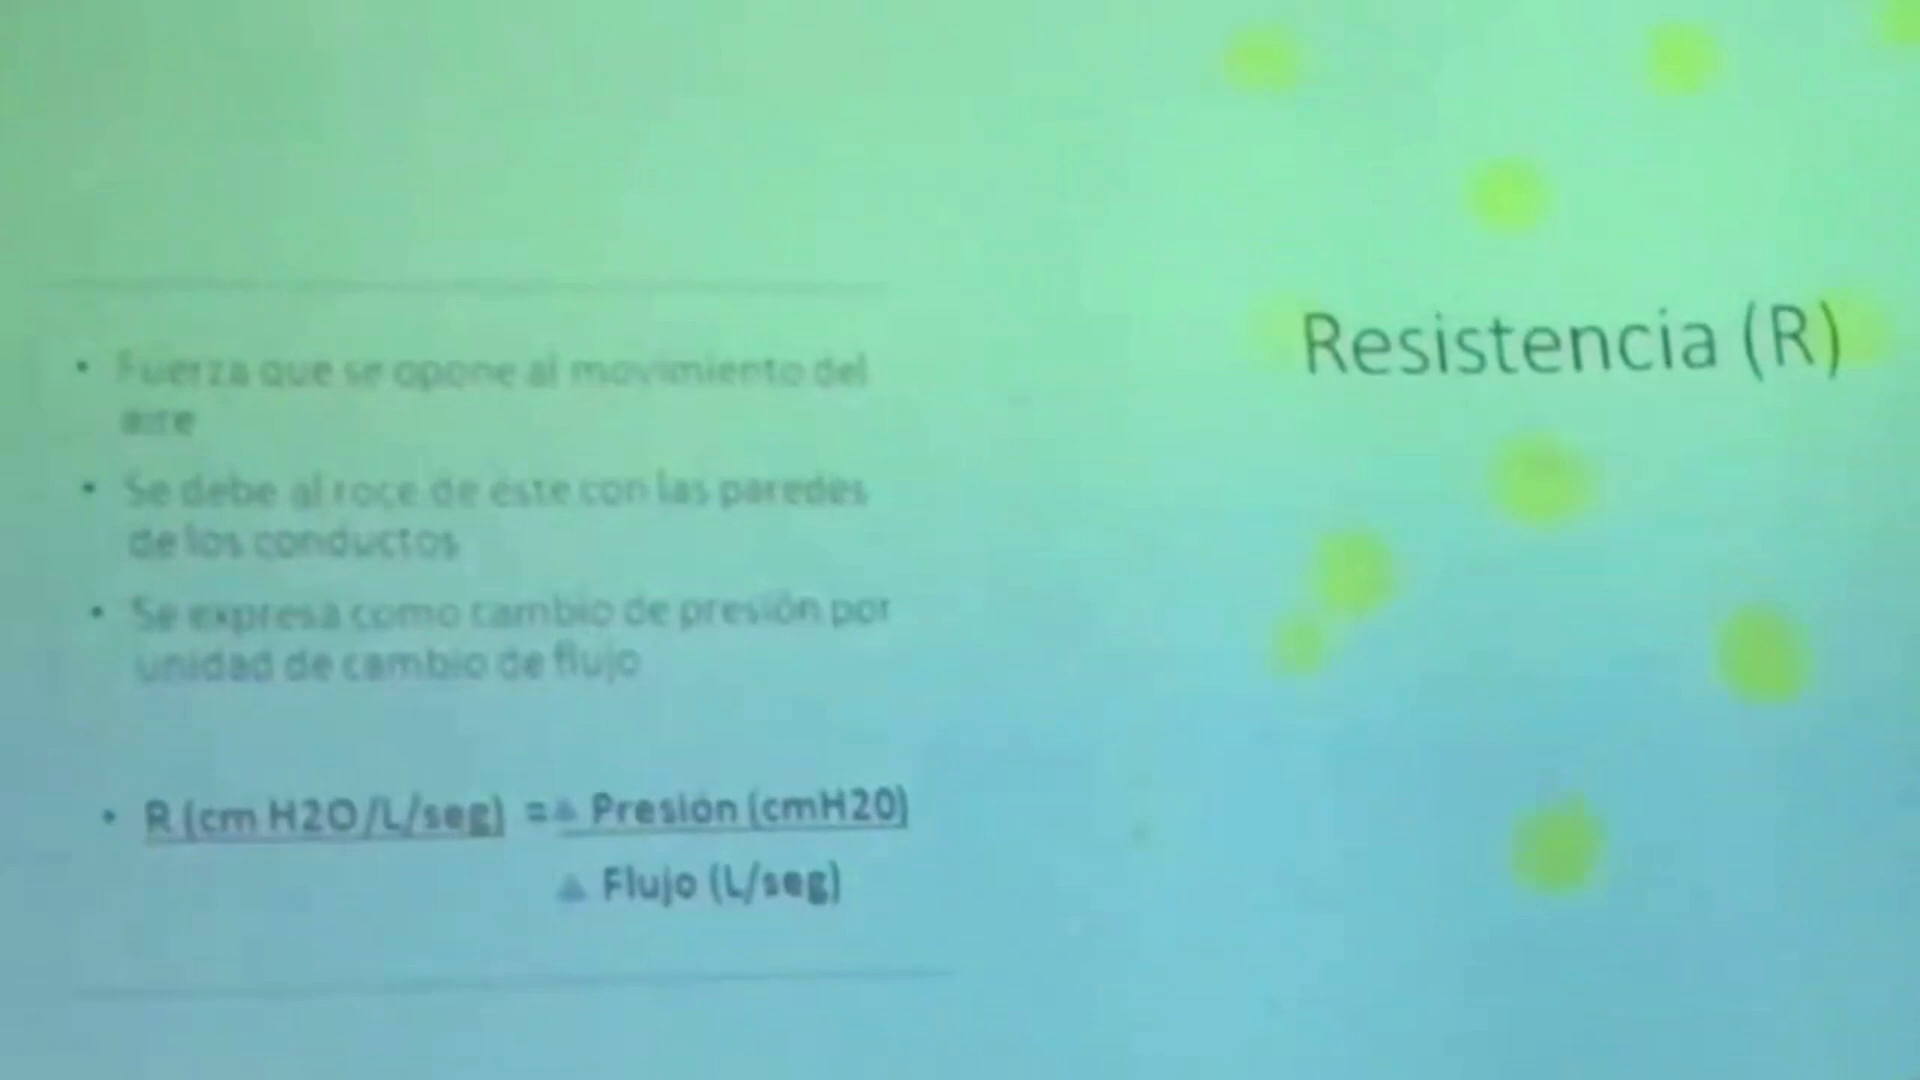 Resistencia (R)
• Fuerza que se opone al movimiento del
aire
• Se debe al roce de éste con las paredes
de los conductos
• Se expresa como cambio de presión por
unidad de cambio de flujo
• R (cm H2O/L/seg) =▲ Presión (cmH20)
▲ Flujo (L/seg)